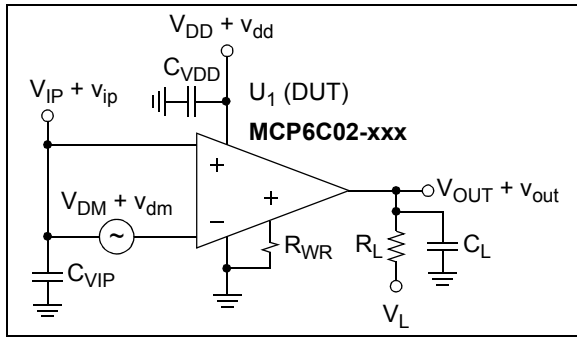 V_DD + v_dd
C_VDD
U_1 (DUT)
MCP6C02-xxx
V_IP + v_ip
+
V_DM + v_dm
+
~
−
V_OUT + v_out
R_WR
R_L
C_L
C_VIP
V_L